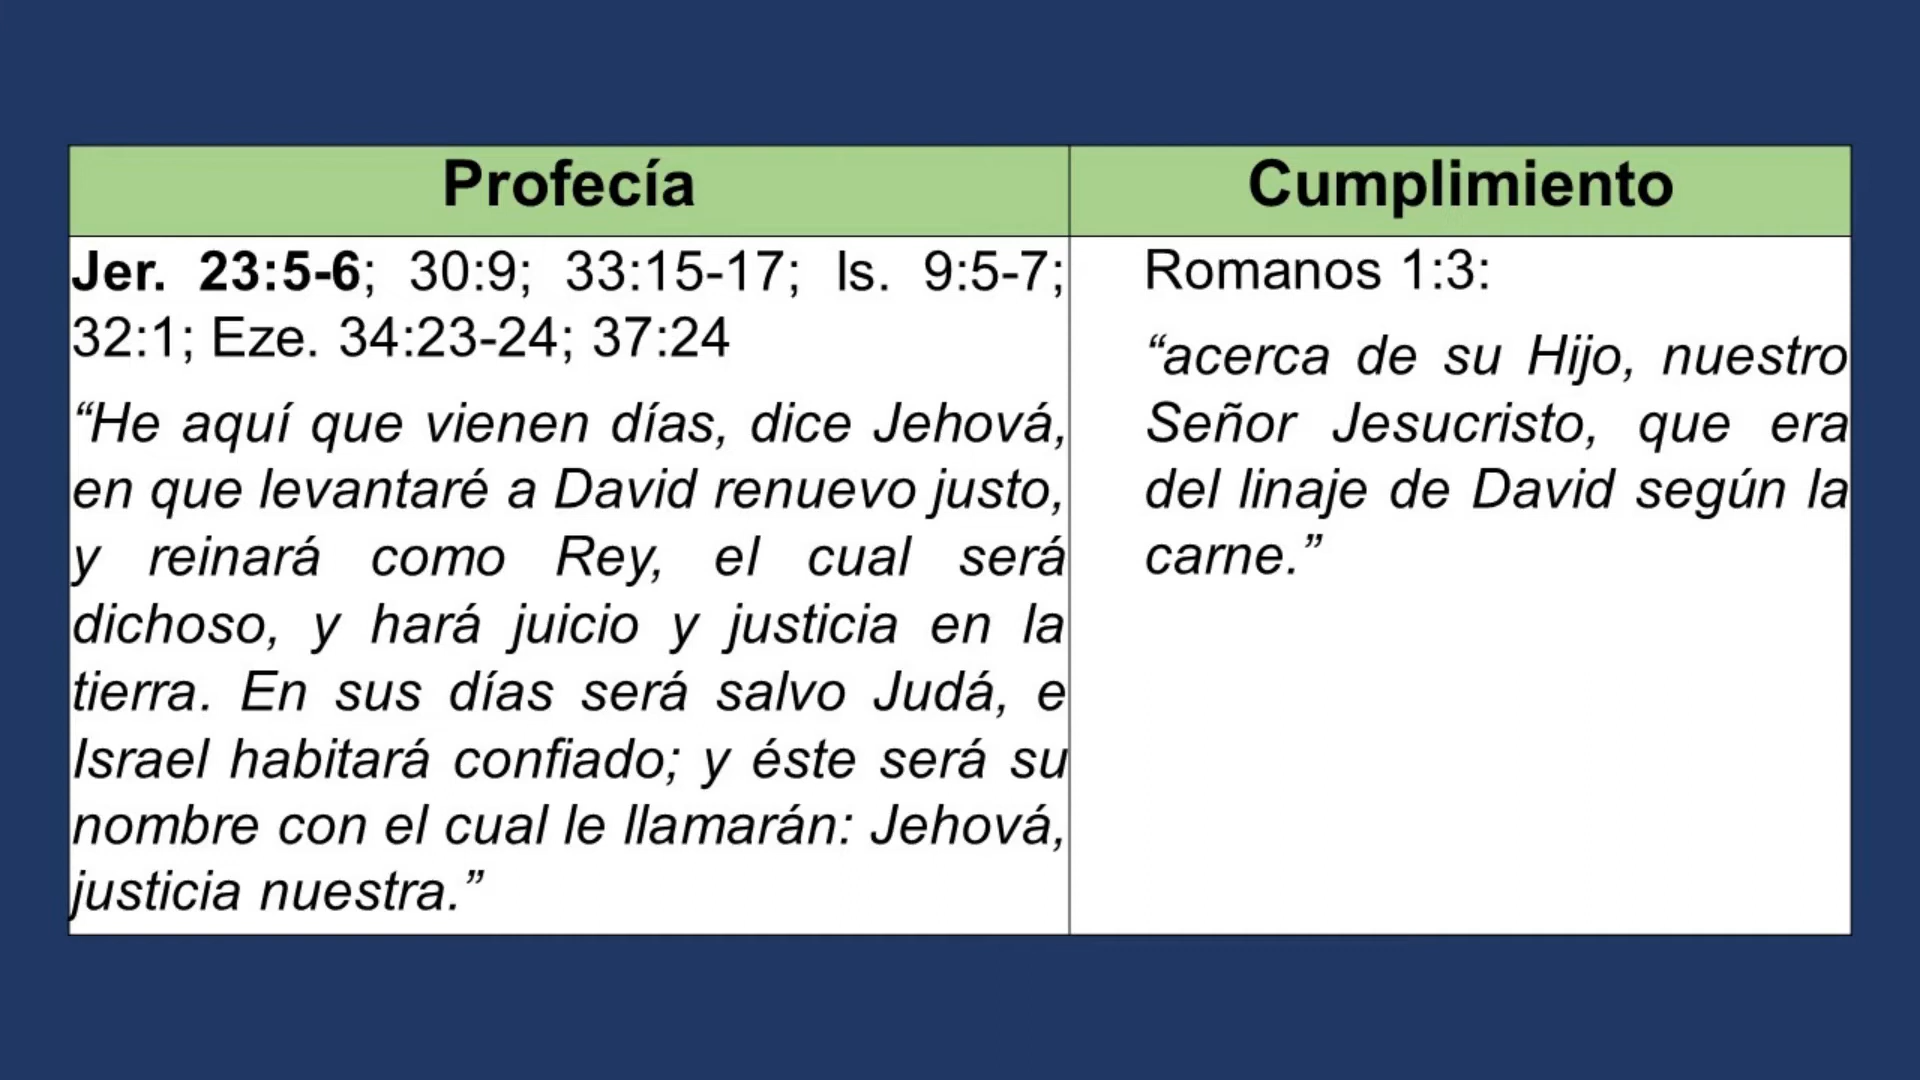 Profecía
Cumplimiento
Jer. 23:5-6; 30:9; 33:15-17; Is. 9:5-7;
32:1; Eze. 34:23-24; 37:24
“He aquí que vienen días, dice Jehová,
en que levantaré a David renuevo justo,
y reinará como Rey, el cual será
dichoso, y hará juicio y justicia en la
tierra. En sus días será salvo Judá, e
Israel habitará confiado; y éste será su
nombre con el cual le llamarán: Jehová,
justicia nuestra.”
Romanos 1:3:
“acerca de su Hijo, nuestro
Señor Jesucristo, que era
del linaje de David según la
carne.”